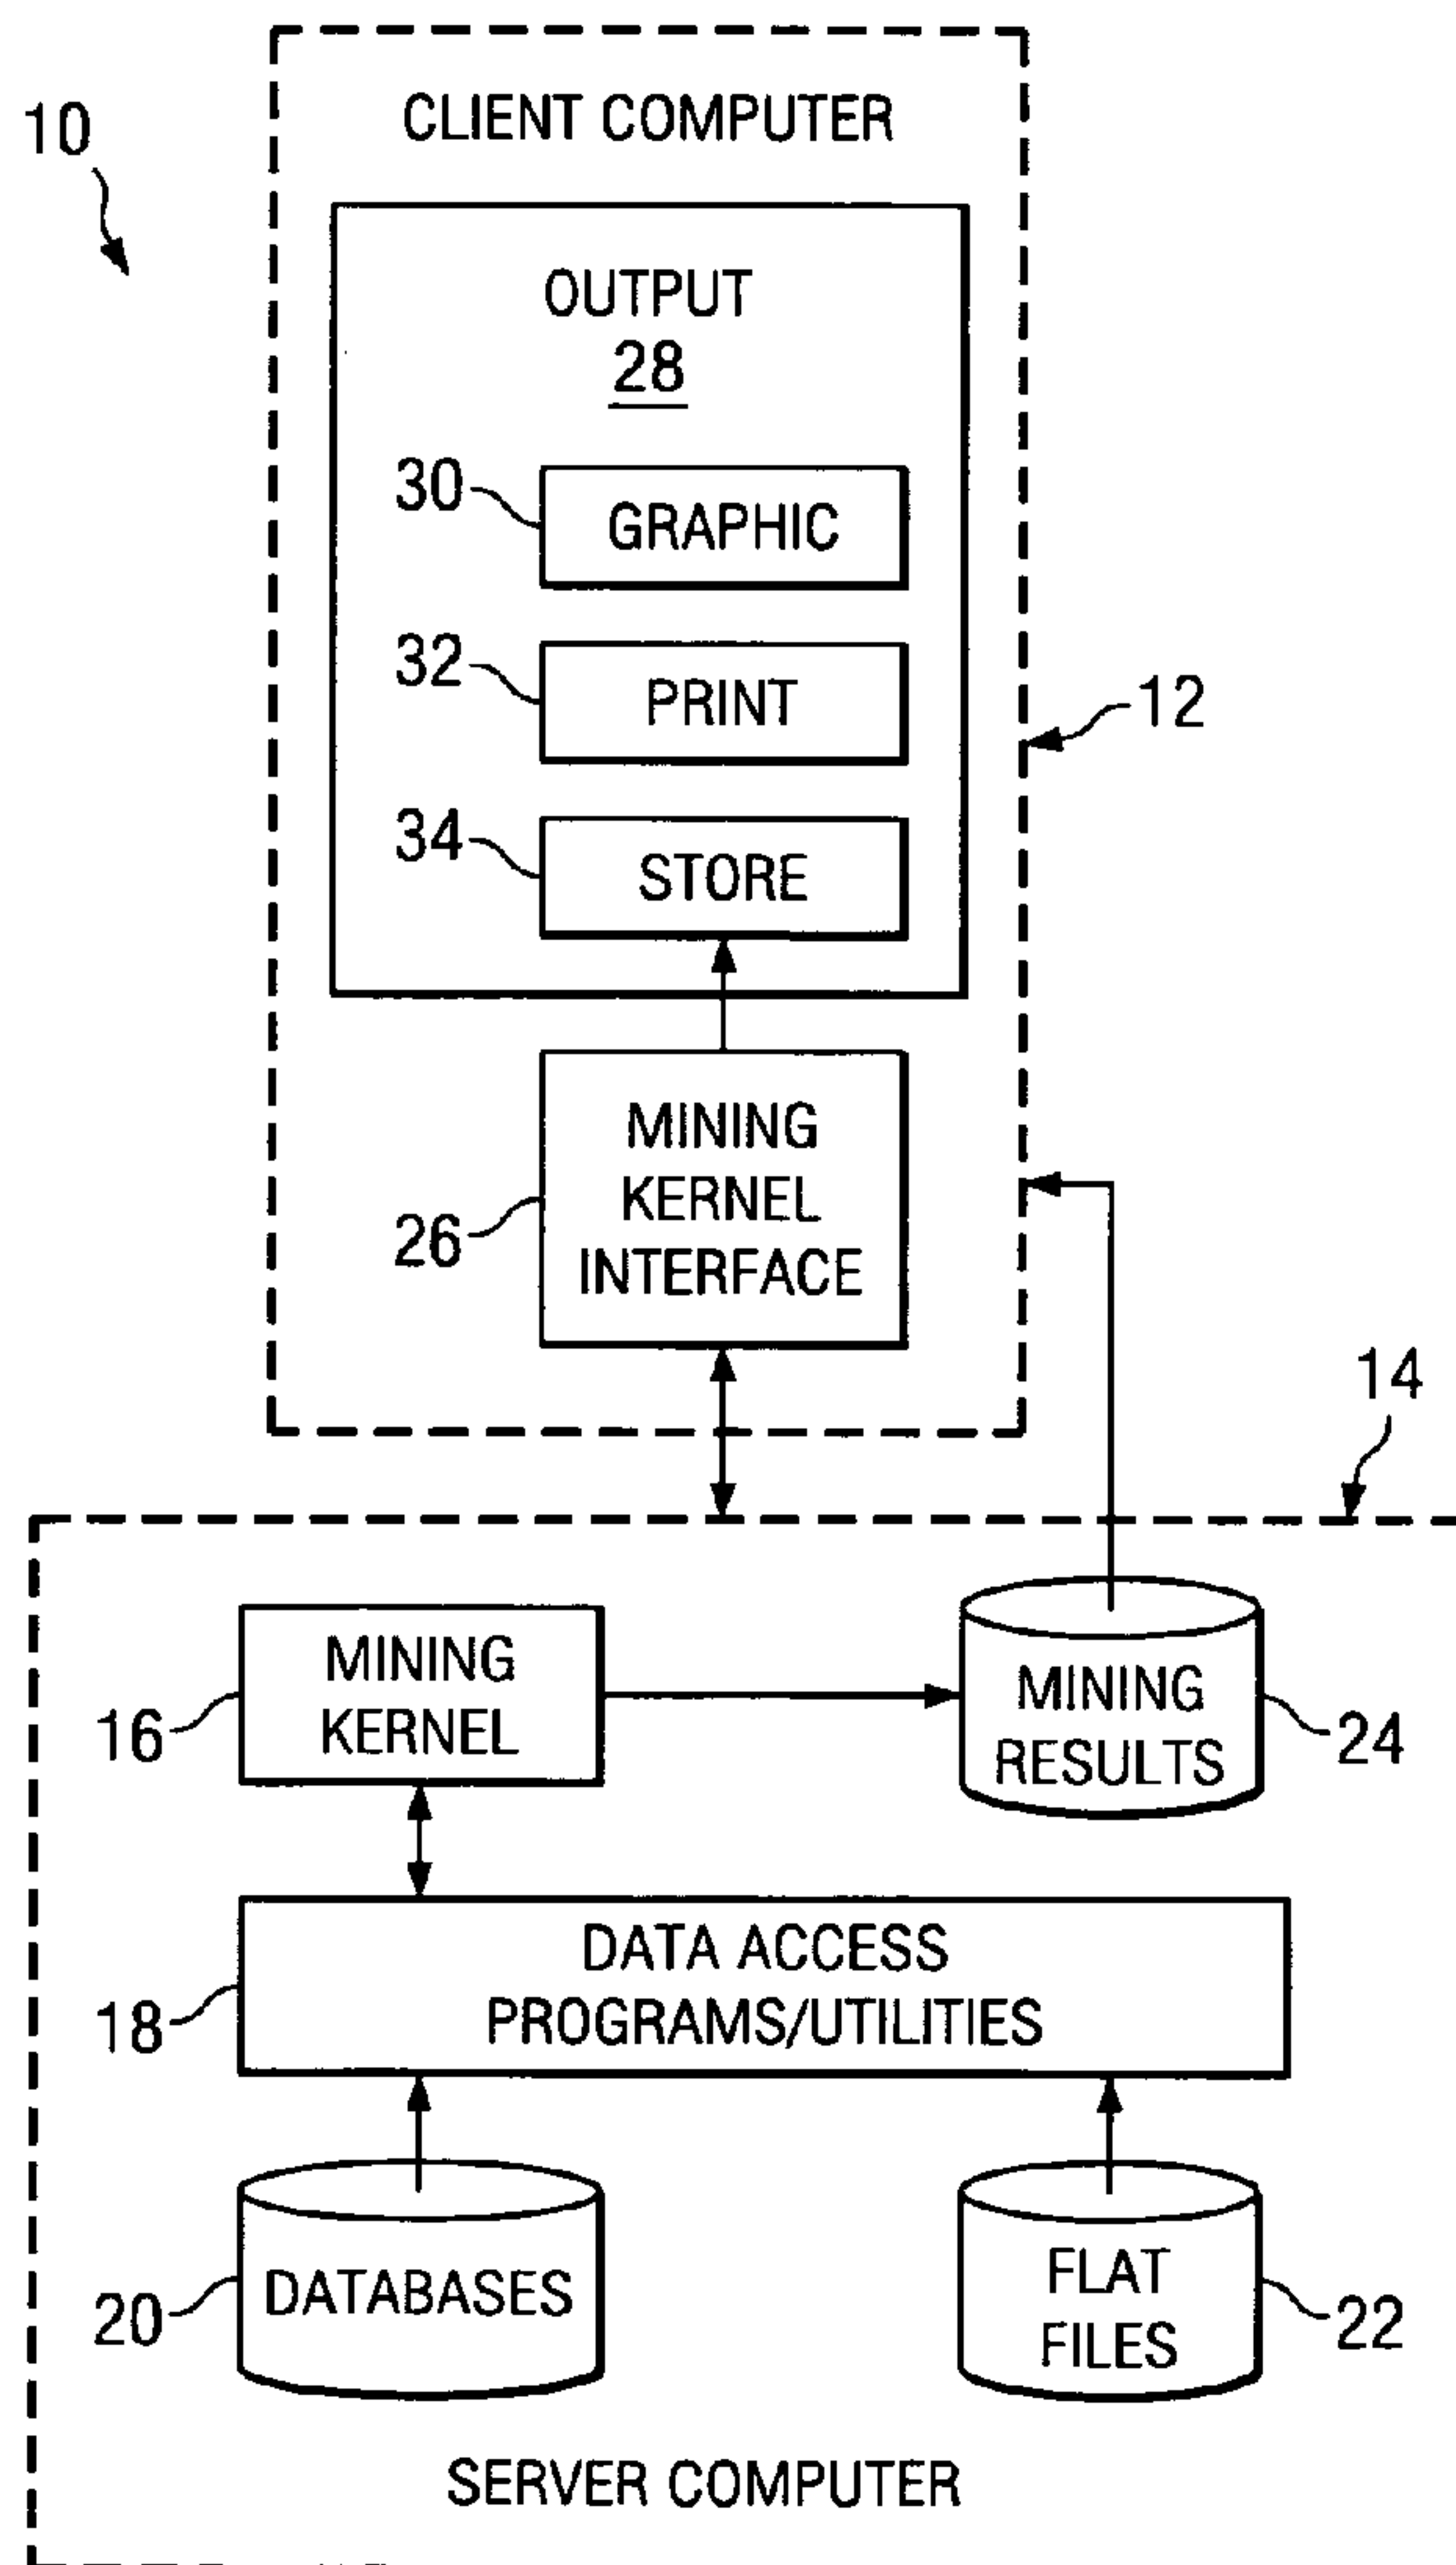 10
CLIENT COMPUTER
OUTPUT
28
30
GRAPHIC
32
PRINT
12
34
STORE
MINING
KERNEL
INTERFACE
26
14
MINING
KERNEL
16
MINING
RESULTS
24
DATA ACCESS
PROGRAMS/UTILITIES
18
DATABASES
20
FLAT
FILES
22
SERVER COMPUTER